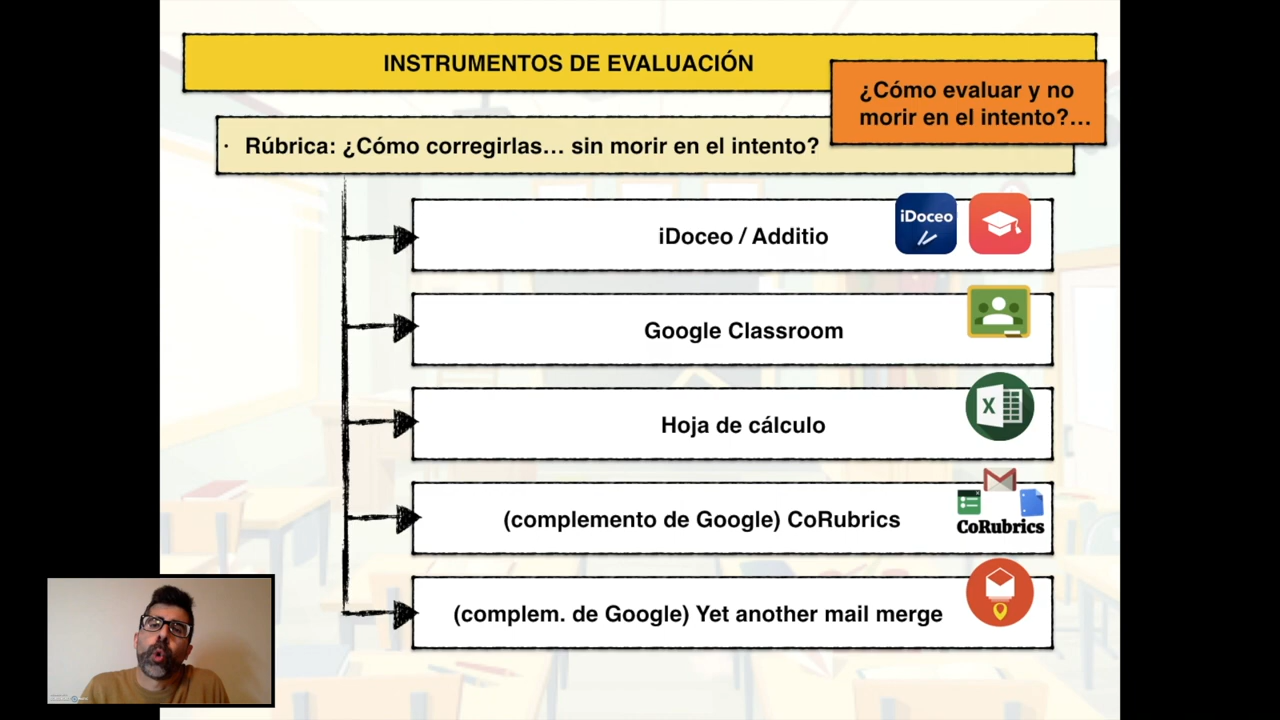 INSTRUMENTOS DE EVALUACIÓN
¿Cómo evaluar y no
morir en el intento?...
· Rúbrica: ¿Cómo corregirlas... sin morir en el intento?
iDoceo / Additio
iDoceo
Google Classroom
Hoja de cálculo
X
(complemento de Google) CoRubrics
CoRubrics
(complem. de Google) Yet another mail merge